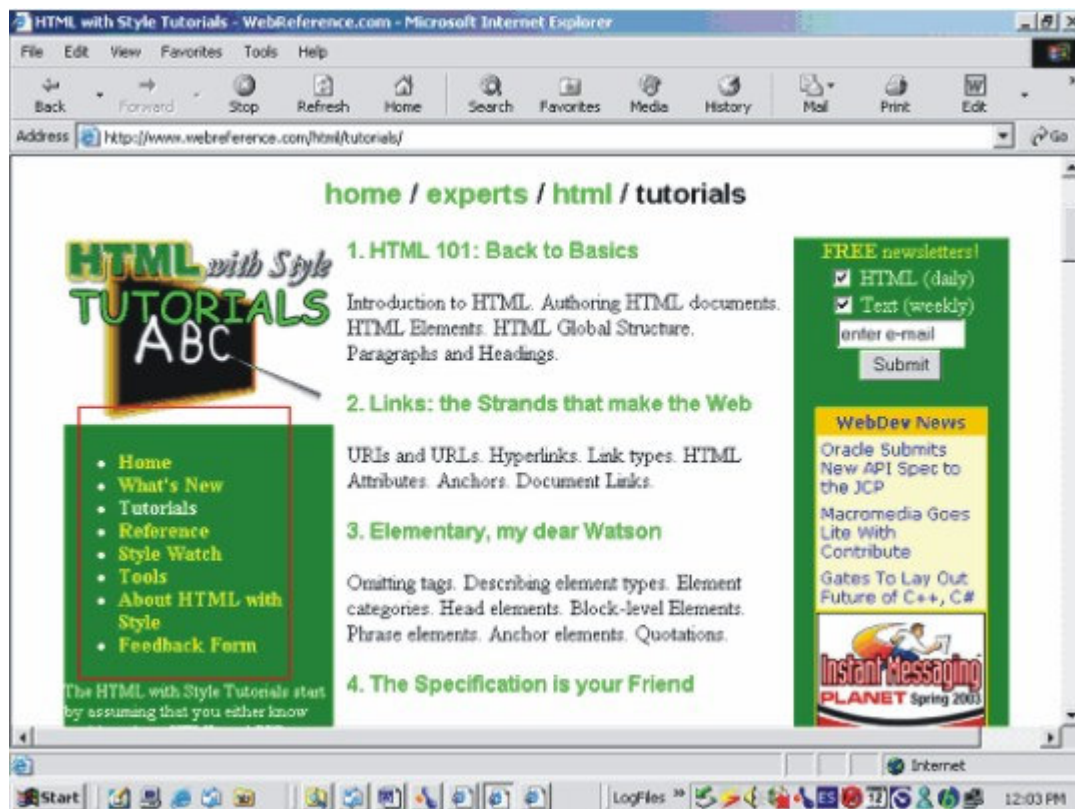 HTML with Style Tutorials - WebReference.com - Microsoft Internet Explorer
File Edit View Favorites Tools Help
Back Forward Stop Refresh Home Search Favorites Media History Mail Print Edit
Address http://www.webreference.com/html/tutorials/ Go
home / experts / html / tutorials
HTML with Style
TUTORIALS
ABC
Home
What's New
Tutorials
Reference
Style Watch
Tools
About HTML with
Style
Feedback Form
The HTML with Style Tutorials start
by assuming that you either know
1. HTML 101: Back to Basics
Introduction to HTML. Authoring HTML documents.
HTML Elements. HTML Global Structure.
Paragraphs and Headings.
2. Links: the Strands that make the Web
URIs and URLs. Hyperlinks. Link types. HTML
Attributes. Anchors. Document Links.
3. Elementary, my dear Watson
Omitting tags. Describing element types. Element
categories. Head elements. Block-level Elements.
Phrase elements. Anchor elements. Quotations.
4. The Specification is your Friend
FREE newsletters!
HTML (daily)
Text (weekly)
enter e-mail
Submit
WebDev News
Oracle Submits
New API Spec to
the JCP
Macromedia Goes
Lite With
Contribute
Gates To Lay Out
Future of C++, C#
Instant Messaging
PLANET Spring 2003
Internet
Start LogFiles » ES 12:03 PM